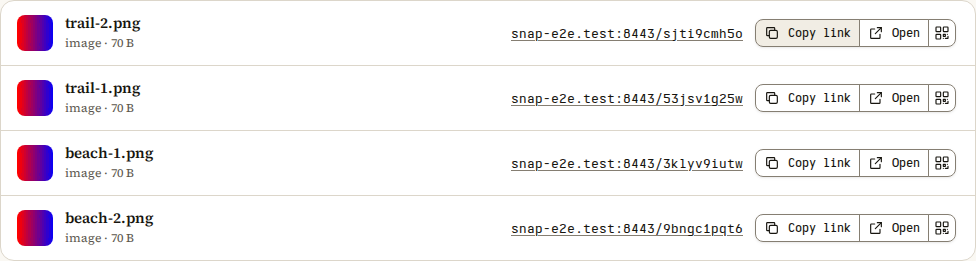 trail-2.png
image · 70 B
snap-e2e.test:8443/sjti9cmh5o
Copy link
Open
trail-1.png
image · 70 B
snap-e2e.test:8443/53jsv1g25w
Copy link
Open
beach-1.png
image · 70 B
snap-e2e.test:8443/3klyv9iutw
Copy link
Open
beach-2.png
image · 70 B
snap-e2e.test:8443/9bngc1pqt6
Copy link
Open